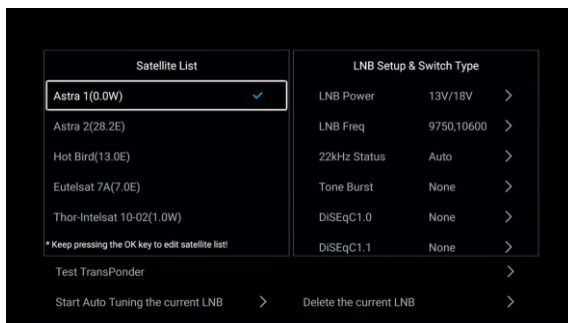 Satellite List
Astra 1(0.0W)
Astra 2(28.2E)
Hot Bird(13.0E)
Eutelsat 7A(7.0E)
Thor-Intelsat 10-02(1.0W)
* Keep pressing the OK key to edit satellite list!
LNB Setup & Switch Type
LNB Power 13V/18V
LNB Freq 9750,10600
22kHz Status Auto
Tone Burst None
DiSEqC1.0 None
DiSEqC1.1 None
Test TransPonder
Start Auto Tuning the current LNB
Delete the current LNB